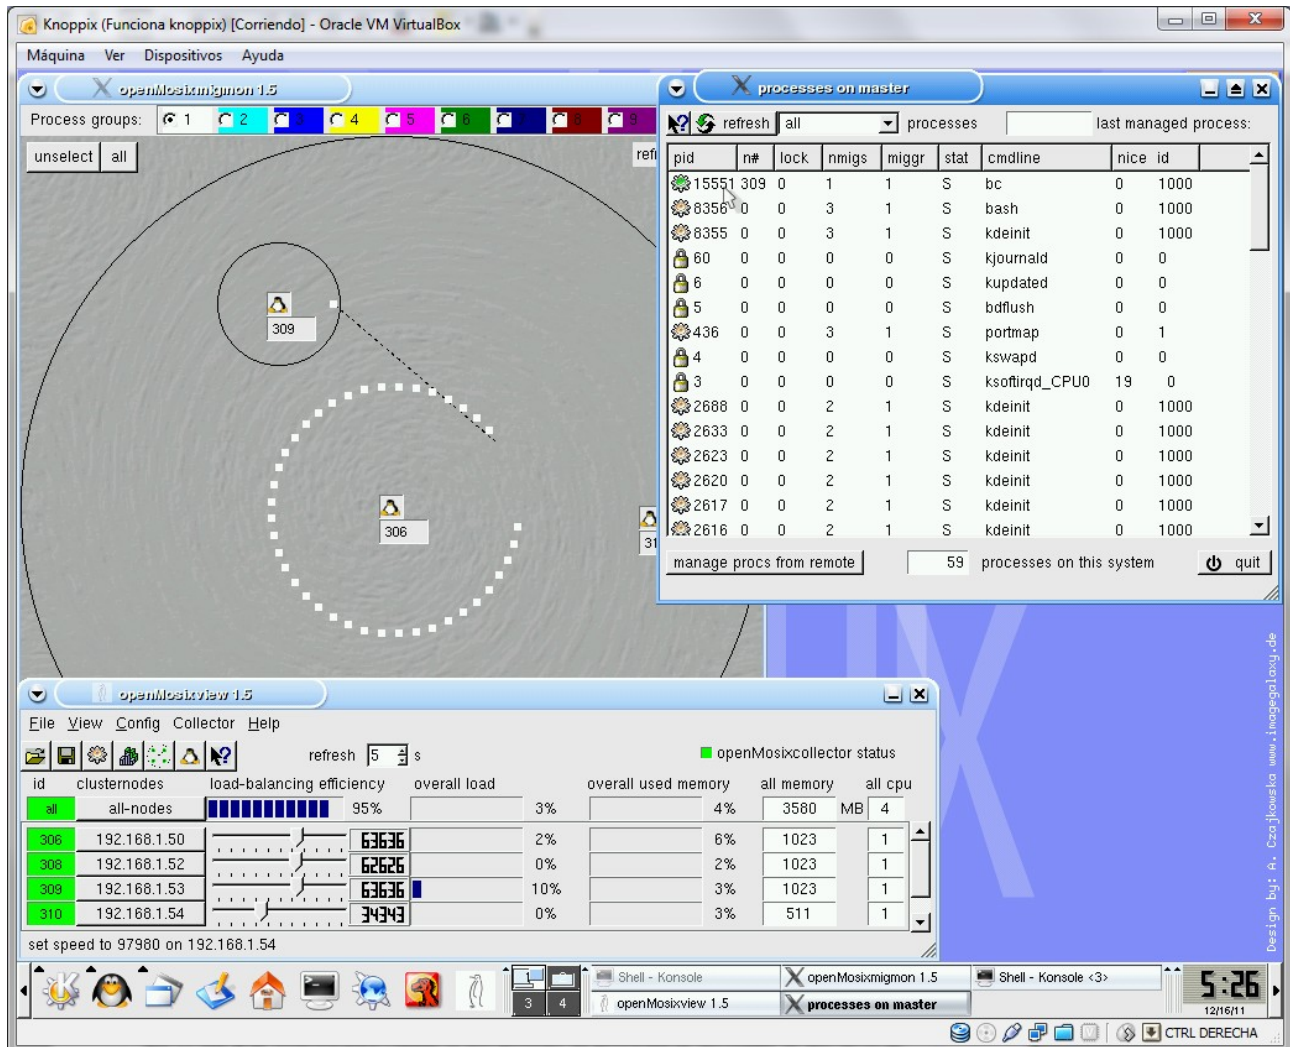 Knoppix (Funciona knoppix) [Corriendo] - Oracle VM VirtualBox
Máquina Ver Dispositivos Ayuda
openMosixmigmon 1.5
Process groups: 1 2 3 4 5 6 7 8 9
unselect all
309
306
processes on master
refresh all processes last managed process:
pid n# lock nmigs miggr stat cmdline nice id
15551 309 0 1 1 S bc 0 1000
8356 0 0 3 1 S bash 0 1000
8355 0 0 3 1 S kdeinit 0 1000
60 0 0 0 0 S kjournald 0 0
6 0 0 0 0 S kupdated 0 0
5 0 0 0 0 S bdflush 0 0
436 0 0 3 1 S portmap 0 1
4 0 0 0 0 S kswapd 0 0
3 0 0 0 0 S ksoftirqd_CPU0 19 0
2688 0 0 2 1 S kdeinit 0 1000
2633 0 0 2 1 S kdeinit 0 1000
2623 0 0 2 1 S kdeinit 0 1000
2620 0 0 2 1 S kdeinit 0 1000
2617 0 0 2 1 S kdeinit 0 1000
2616 0 0 2 1 S kdeinit 0 1000
manage procs from remote 59 processes on this system quit
openMosixview 1.5
File View Config Collector Help
refresh 5 s openMosixcollector status
id clusternodes load-balancing efficiency overall load overall used memory all memory all cpu
all all-nodes 95% 3% 4% 3580 MB 4
306 192.168.1.50 63636 2% 6% 1023 1
308 192.168.1.52 62626 0% 2% 1023 1
309 192.168.1.53 63636 10% 3% 1023 1
310 192.168.1.54 34343 0% 3% 511 1
set speed to 97980 on 192.168.1.54
Design by: A. Czajkowska www.imagegalaxy.de
1 3 4
Shell - Konsole
openMosixmigmon 1.5
Shell - Konsole <3>
openMosixview 1.5
processes on master
5:26
12/16/11
CTRL DERECHA